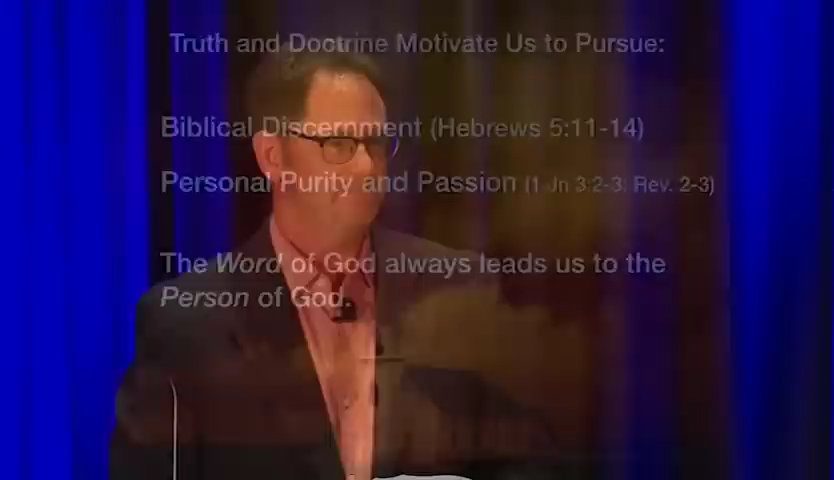 Truth and Doctrine Motivate Us to Pursue:
Biblical Discernment (Hebrews 5:11-14)
Personal Purity and Passion (1 Jn 3:2-3; Rev. 2-3)
The Word of God always leads us to the
Person of God.